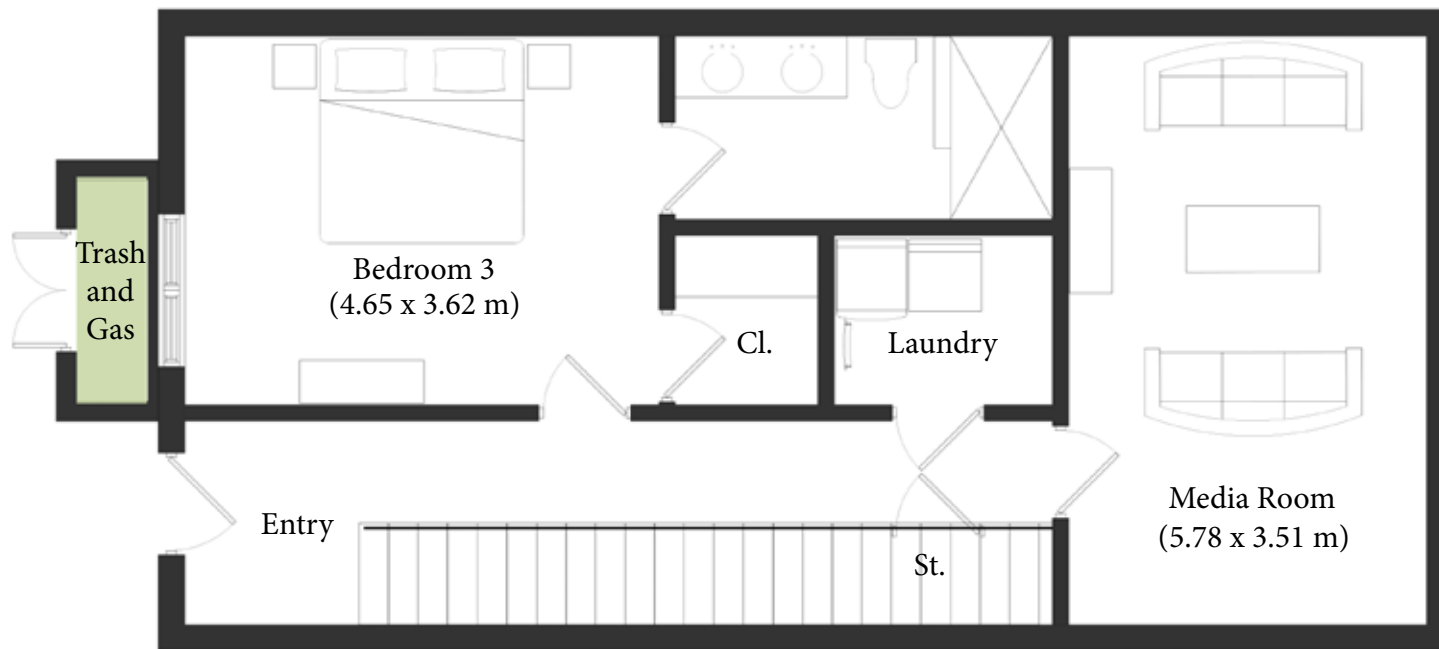 Trash
and
Gas
Bedroom 3
(4.65 x 3.62 m)
Cl.
Laundry
Entry
St.
Media Room
(5.78 x 3.51 m)